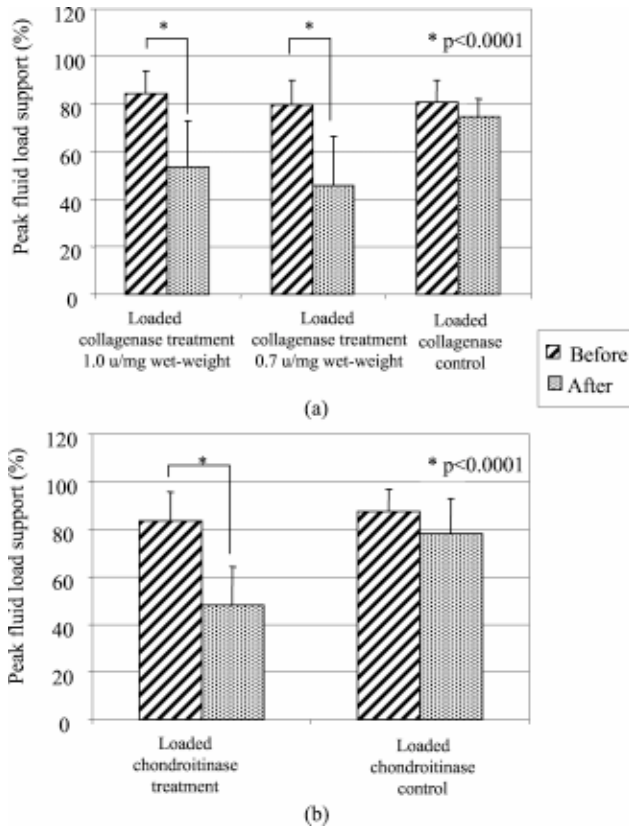 Peak fluid load support (%)
120
100
80
60
40
20
0
*
*
* p<0.0001
Loaded
collagenase treatment
1.0 u/mg wet-weight
Loaded
collagenase treatment
0.7 u/mg wet-weight
Loaded
collagenase
control
(a)
Before
After
Peak fluid load support (%)
120
100
80
60
40
20
0
*
* p<0.0001
Loaded
chondroitinase
treatment
Loaded
chondroitinase
control
(b)